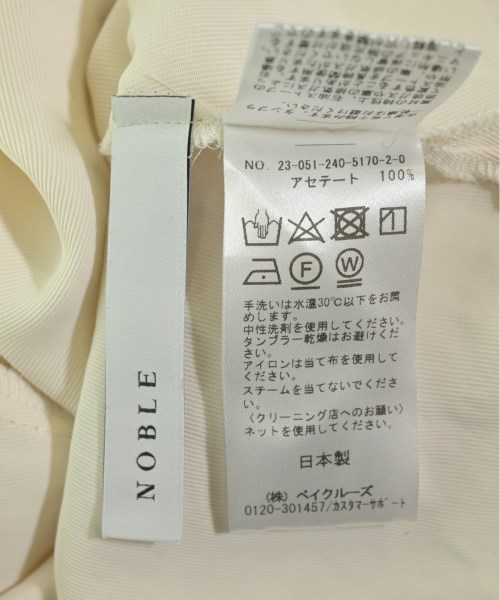 NOBLE
NO. 23-051-240-5170-2-0
アセテート 100%
F
W
手洗いは水温30℃以下をお薦
めします。
中性洗剤を使用してください。
タンブラー乾燥はお避けくださ
い。
アイロンは当て布を使用して
ください。
スチームを当てないでくださ
い。
〈クリーニング店へのお願い〉
ネットを使用してください。
日本製
(株) ベイクルーズ
0120-301457/カスタマーサポート